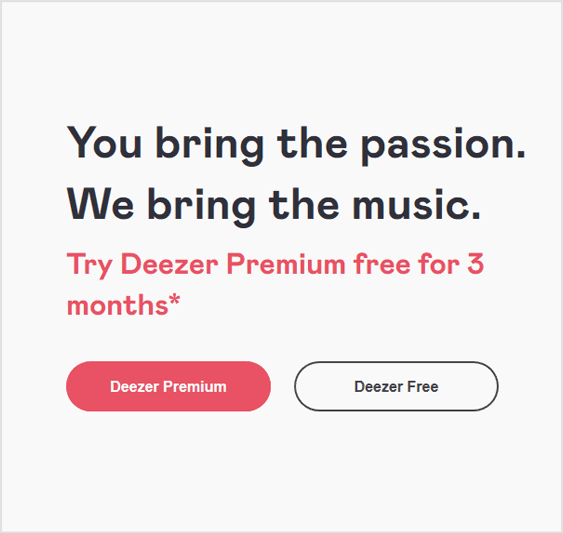 You bring the passion.
We bring the music.
Try Deezer Premium free for 3
months*
Deezer Premium
Deezer Free